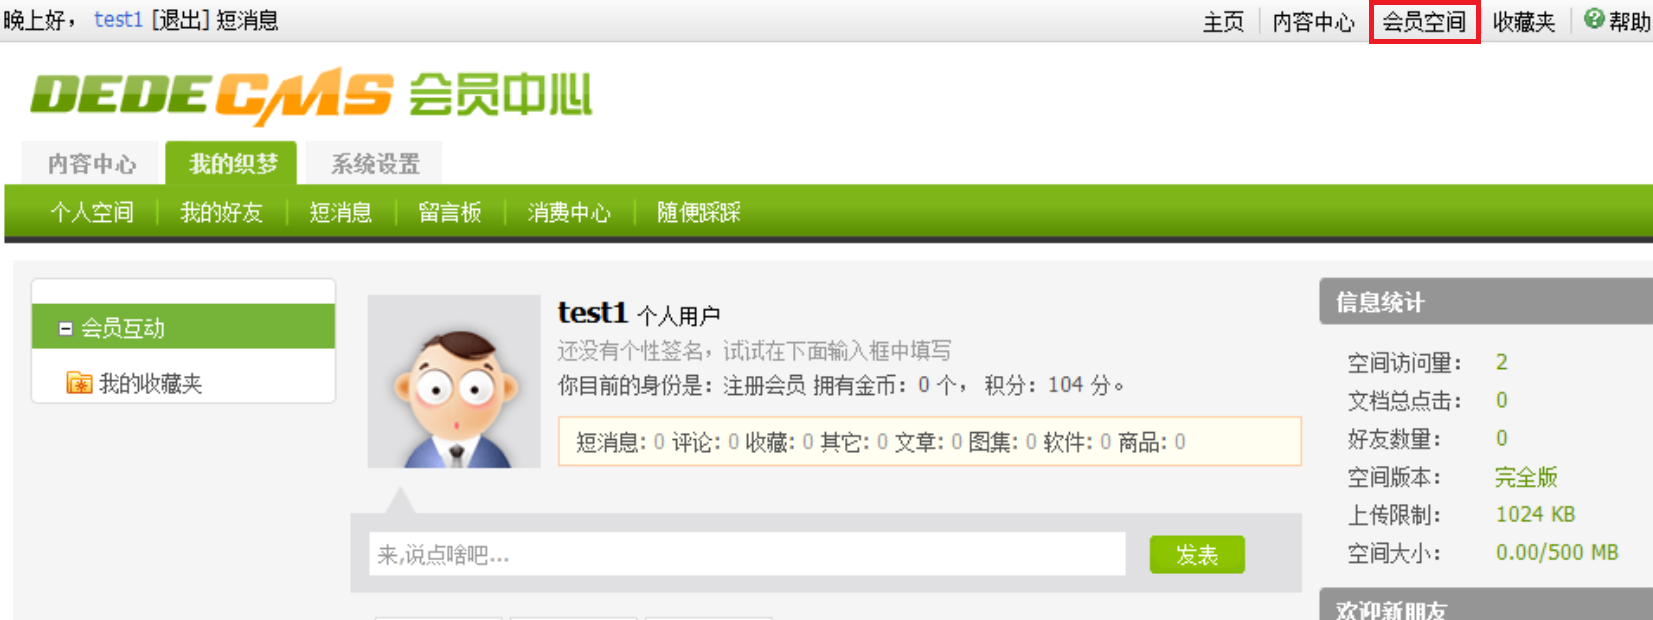 晚上好， test1 [退出] 短消息
主页 内容中心 会员空间 收藏夹 帮助
DEDECMS 会员中心
内容中心 我的织梦 系统设置
个人空间 我的好友 短消息 留言板 消费中心 随便踩踩
会员互动
我的收藏夹
test1 个人用户
还没有个性签名，试试在下面输入框中填写
你目前的身份是：注册会员 拥有金币：0 个， 积分：104 分。
短消息: 0 评论: 0 收藏: 0 其它: 0 文章: 0 图集: 0 软件: 0 商品: 0
来,说点啥吧...
发表
信息统计
空间访问量： 2
文档总点击： 0
好友数量： 0
空间版本： 完全版
上传限制： 1024 KB
空间大小： 0.00/500 MB
欢迎新朋友